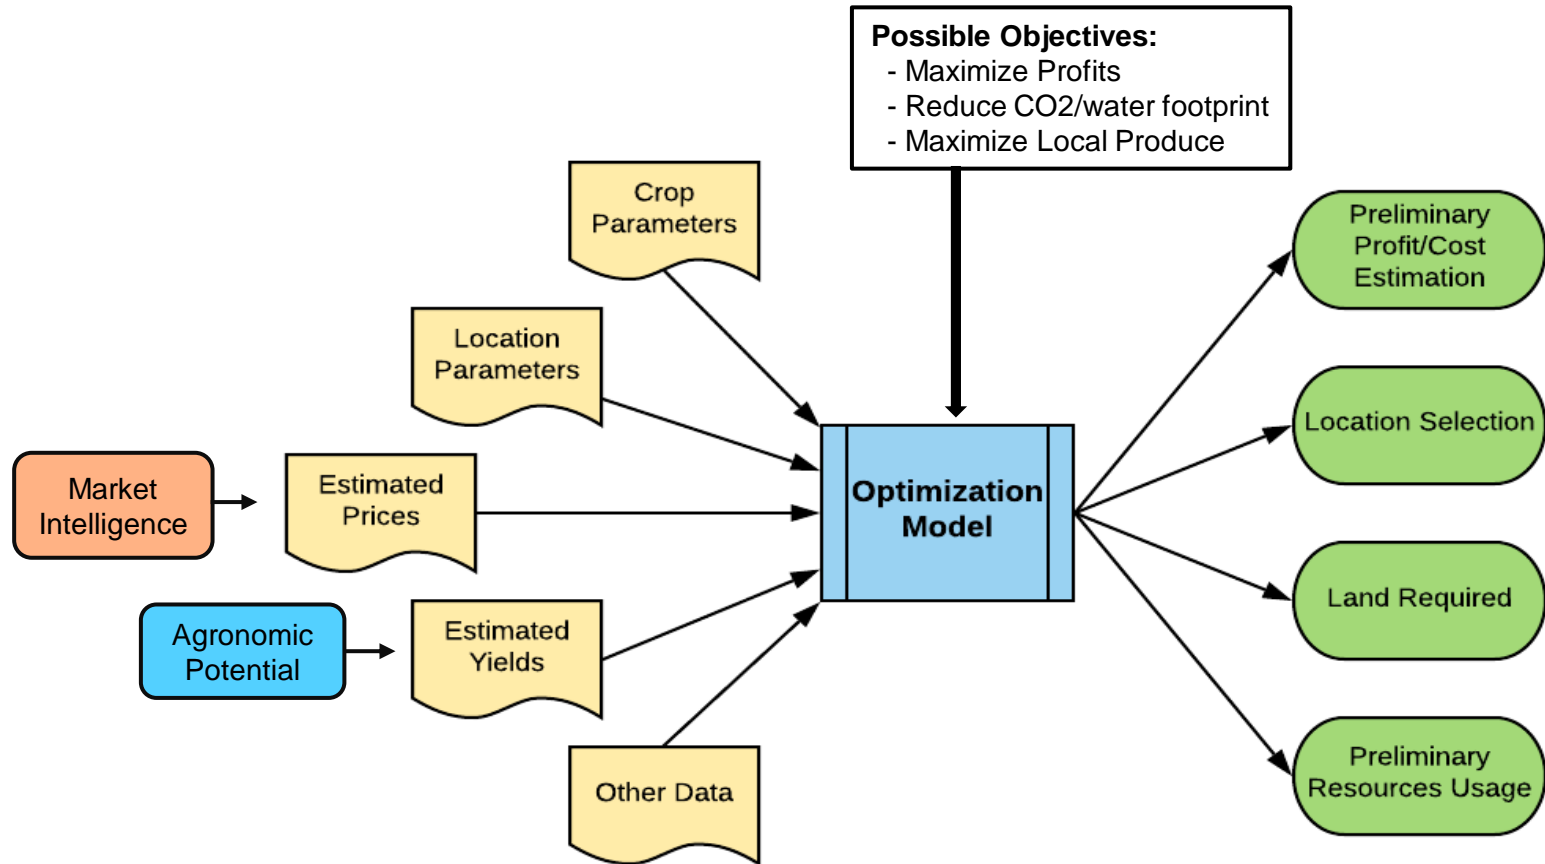 Possible Objectives:
- Maximize Profits
- Reduce CO2/water footprint
- Maximize Local Produce
Crop
Parameters
Location
Parameters
Market
Intelligence
Estimated
Prices
Agronomic
Potential
Estimated
Yields
Other Data
Optimization
Model
Preliminary
Profit/Cost
Estimation
Location Selection
Land Required
Preliminary
Resources Usage